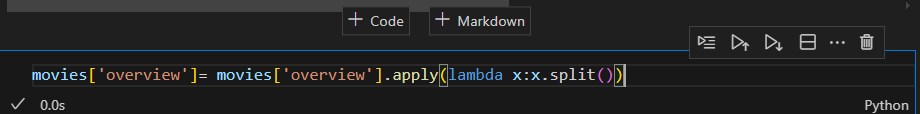 + Code + Markdown
movies['overview']= movies['overview'].apply(lambda x:x.split())
0.0s Python